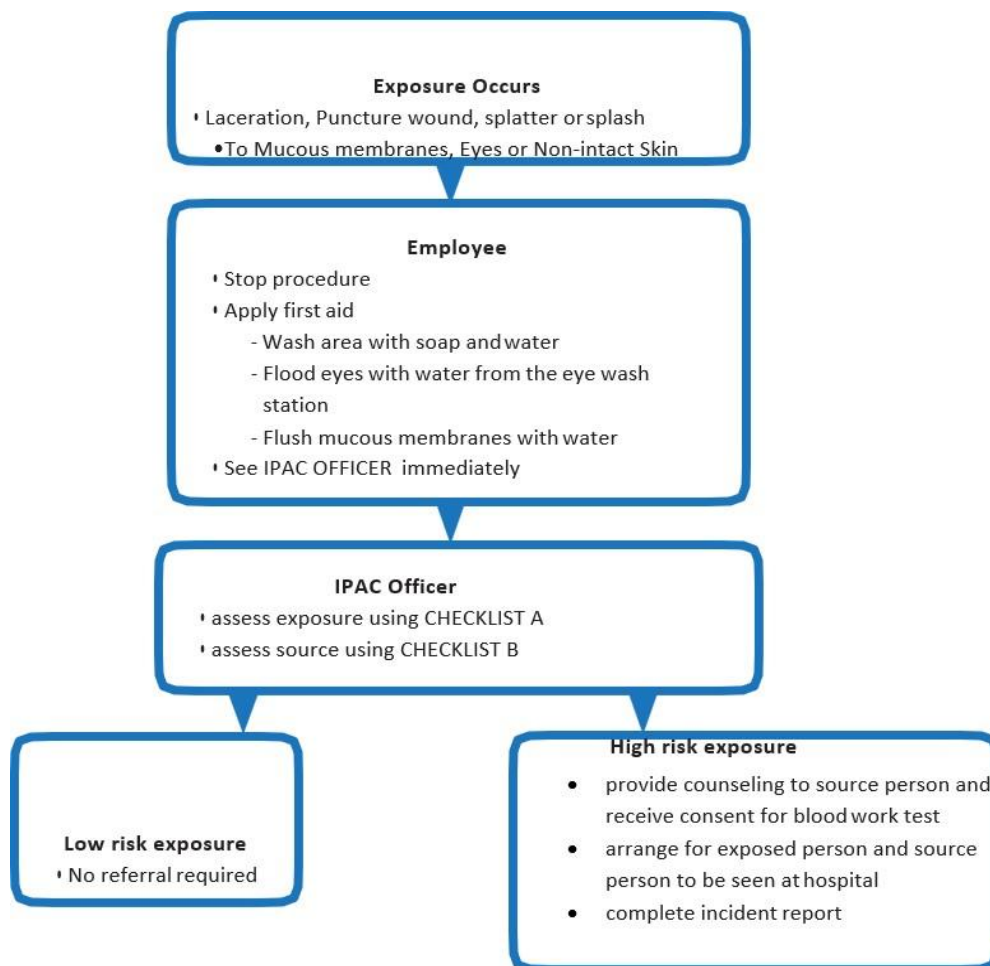 Exposure Occurs
• Laceration, Puncture wound, splatter or splash
•To Mucous membranes, Eyes or Non-intact Skin
Employee
• Stop procedure
• Apply first aid
- Wash area with soap and water
- Flood eyes with water from the eye wash
station
- Flush mucous membranes with water
• See IPAC OFFICER immediately
IPAC Officer
• assess exposure using CHECKLIST A
• assess source using CHECKLIST B
Low risk exposure
• No referral required
High risk exposure
• provide counseling to source person and
receive consent for blood work test
• arrange for exposed person and source
person to be seen at hospital
• complete incident report